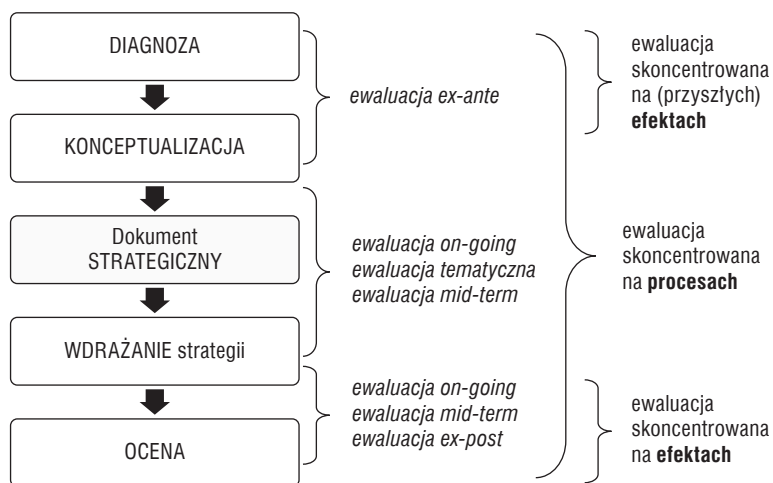 DIAGNOZA
KONCEPTUALIZACJA
Dokument
STRATEGICZNY
WDRAŻANIE strategii
OCENA
ewaluacja ex-ante
ewaluacja on-going
ewaluacja tematyczna
ewaluacja mid-term
ewaluacja on-going
ewaluacja mid-term
ewaluacja ex-post
ewaluacja
skoncentrowana
na (przyszłych)
efektach
ewaluacja
skoncentrowana
na procesach
ewaluacja
skoncentrowana
na efektach